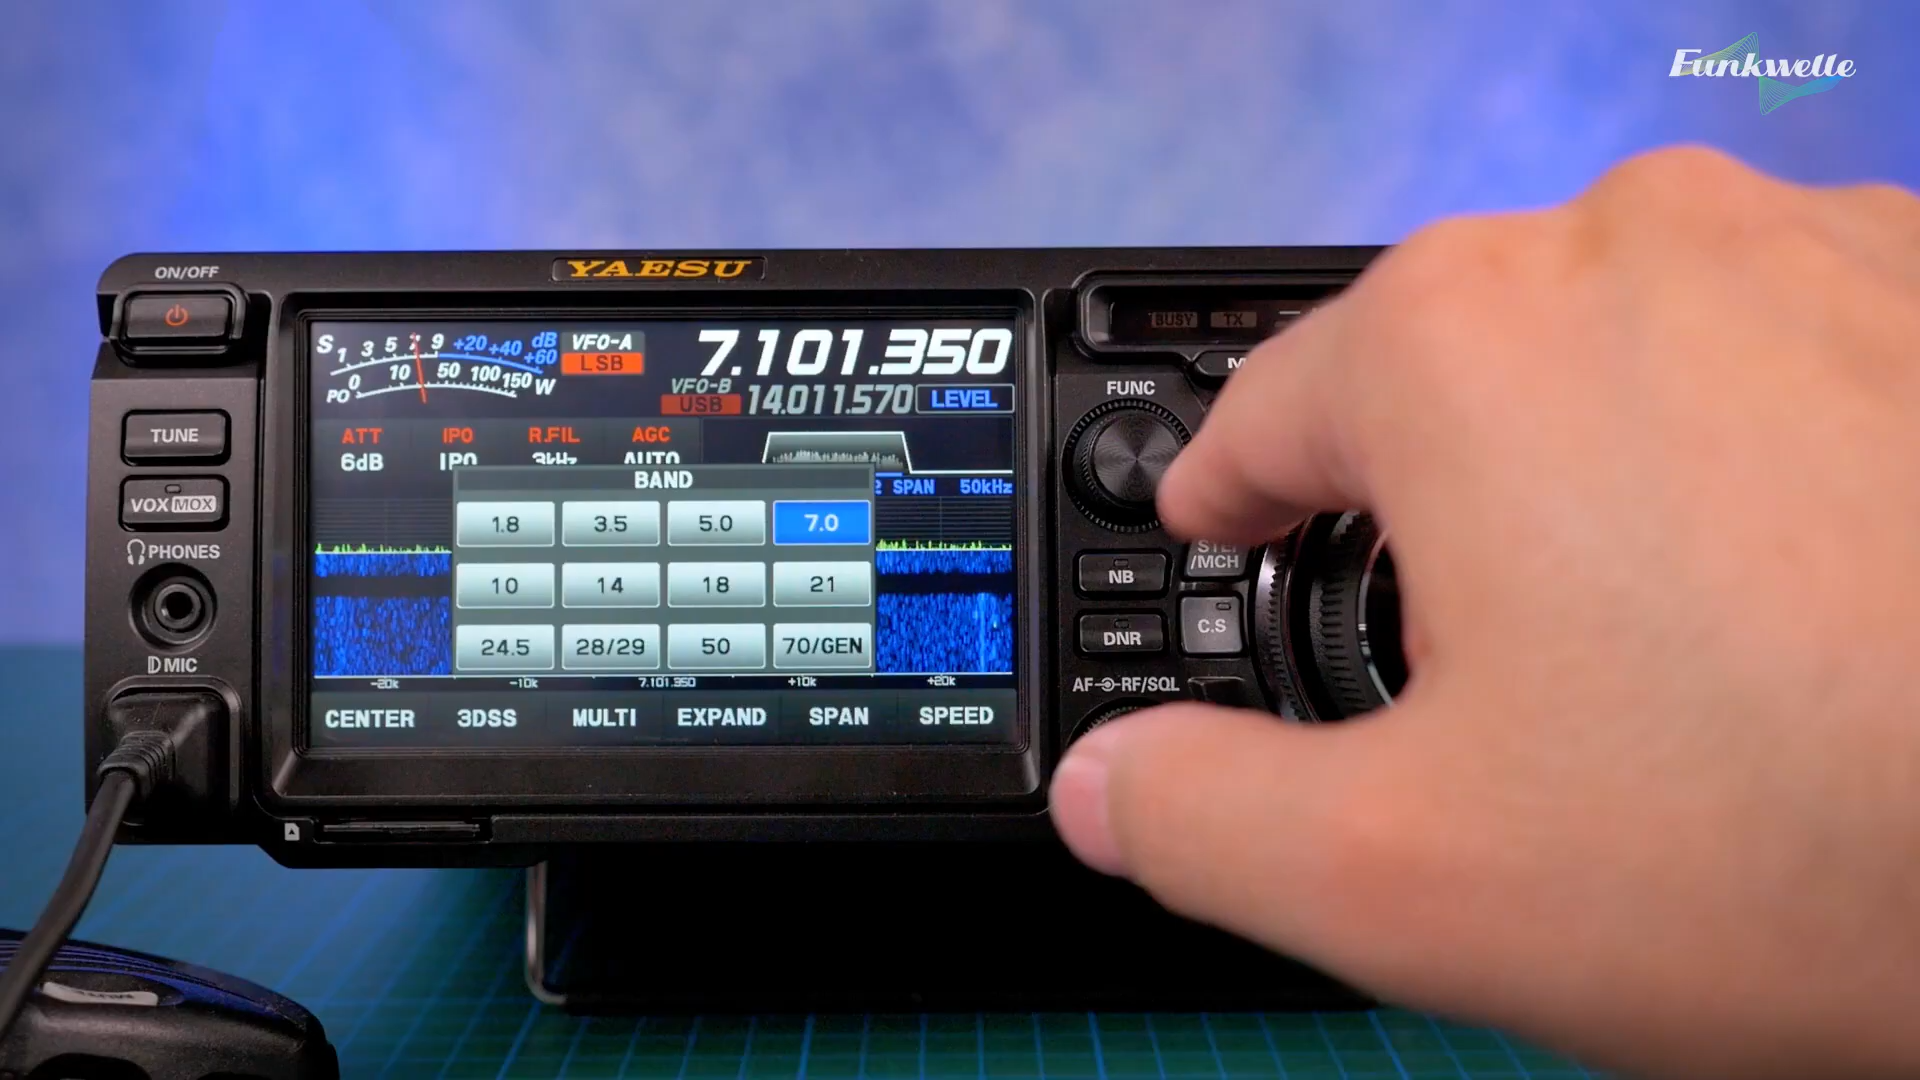 Funkwelle
ON/OFF
YAESU
BUSY TX
S 1 3 5 7 9 +20 +40 +60 dB
PO 0 10 50 100 150 W
VFO-A
LSB
7.101.350
VFO-B
USB
14.011.570
LEVEL
FUNC
TUNE
ATT IPO R.FIL AGC
6dB IPO 3kHz AUTO
BAND
SPAN 50kHz
VOX MOX
1.8 3.5 5.0 7.0
10 14 18 21
24.5 28/29 50 70/GEN
PHONES
MIC
STEP
/MCH
NB
C.S
DNR
AF RF/SQL
-20k -10k 7.101.350 +10k +20k
CENTER 3DSS MULTI EXPAND SPAN SPEED